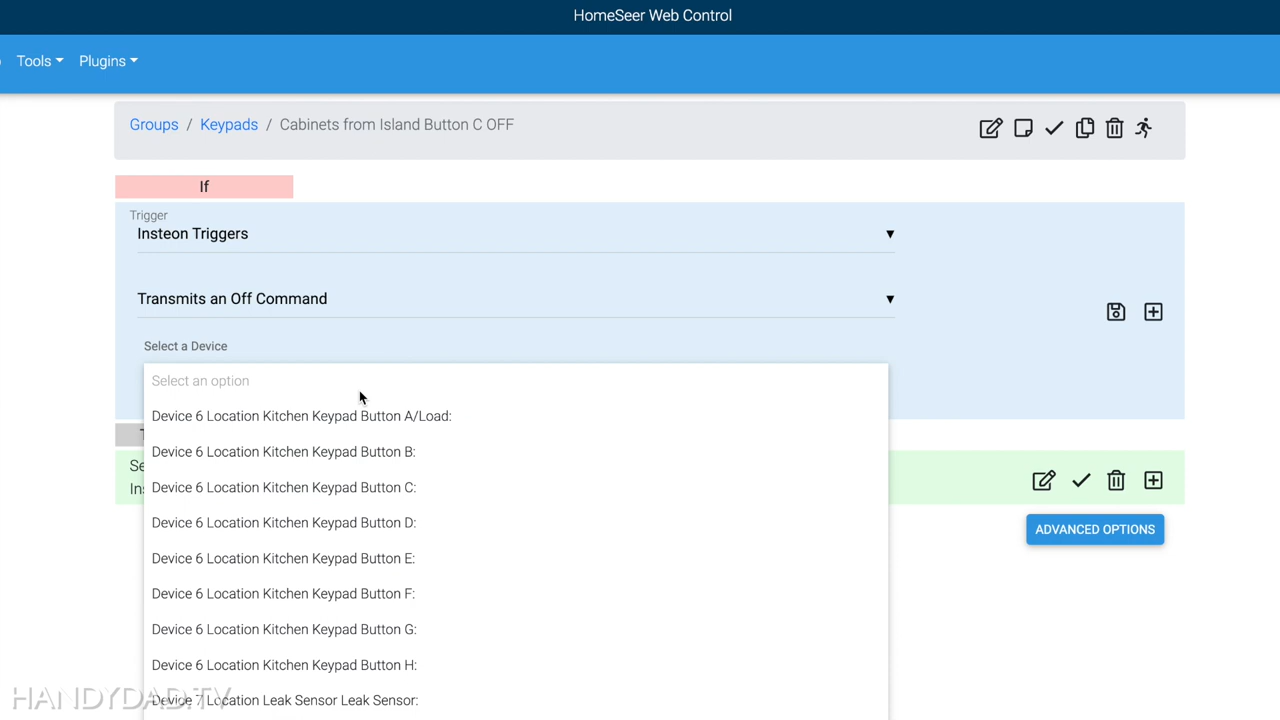 HomeSeer Web Control
Tools Plugins
Groups / Keypads / Cabinets from Island Button C OFF
If
Trigger
Insteon Triggers
Transmits an Off Command
Select a Device
Select an option
Device 6 Location Kitchen Keypad Button A/Load:
Device 6 Location Kitchen Keypad Button B:
Device 6 Location Kitchen Keypad Button C:
Device 6 Location Kitchen Keypad Button D:
Device 6 Location Kitchen Keypad Button E:
Device 6 Location Kitchen Keypad Button F:
Device 6 Location Kitchen Keypad Button G:
Device 6 Location Kitchen Keypad Button H:
Device 7 Location Leak Sensor Leak Sensor:
ADVANCED OPTIONS
HANDYDAD.TV